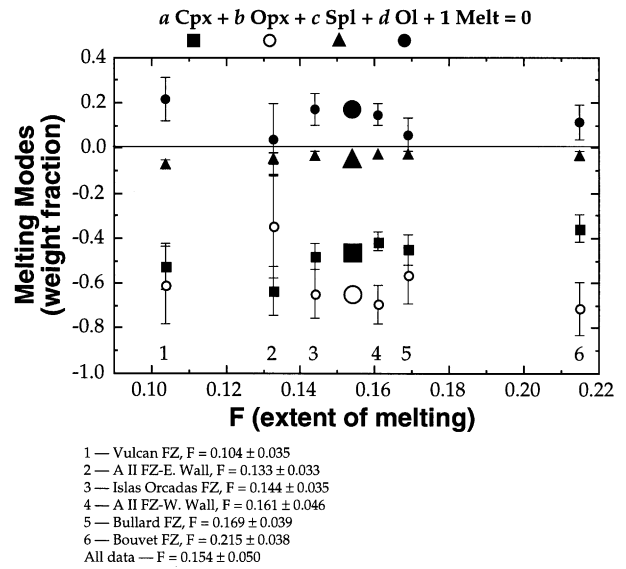 a Cpx + b Opx + c Spl + d Ol + 1 Melt = 0
Melting Modes
(weight fraction)
0.4
0.2
0.0
-0.2
-0.4
-0.6
-0.8
-1.0
1 2 3 4 5 6
0.10 0.12 0.14 0.16 0.18 0.20 0.22
F (extent of melting)
1 — Vulcan FZ, F = 0.104 ± 0.035
2 — A II FZ-E. Wall, F = 0.133 ± 0.033
3 — Islas Orcadas FZ, F = 0.144 ± 0.035
4 — A II FZ-W. Wall, F = 0.161 ± 0.046
5 — Bullard FZ, F = 0.169 ± 0.039
6 — Bouvet FZ, F = 0.215 ± 0.038
All data — F = 0.154 ± 0.050